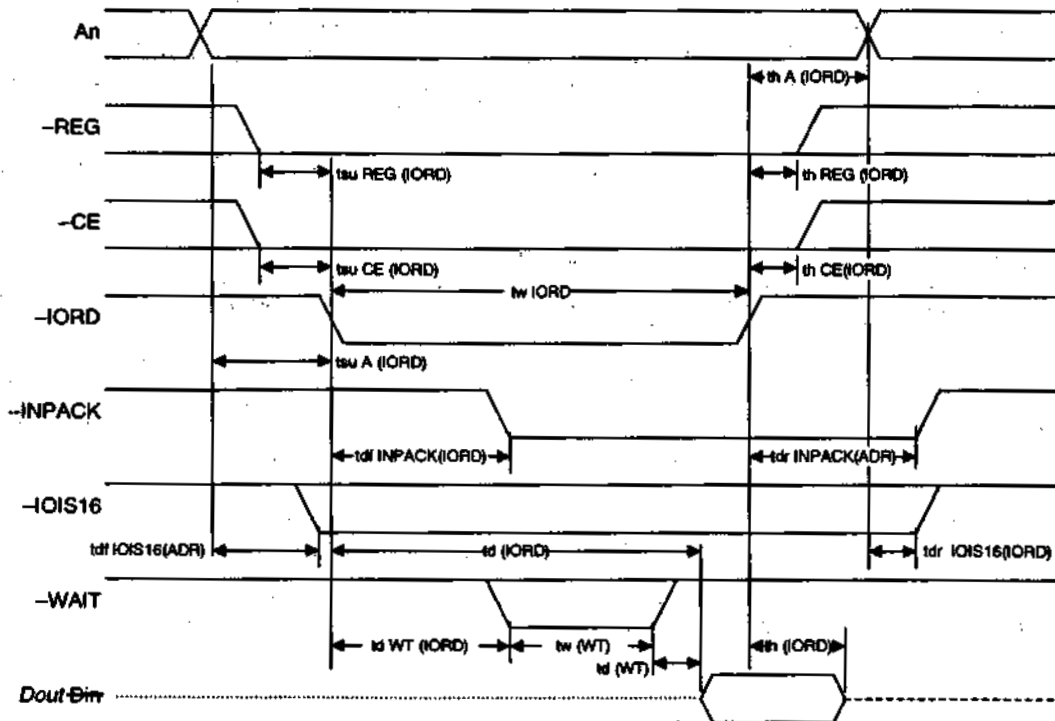 An
th A (IORD)
–REG
tsu REG (IORD)
th REG (IORD)
–CE
tsu CE (IORD)
th CE(IORD)
tw IORD
–IORD
tsu A (IORD)
–INPACK
tdf INPACK(IORD)
tdr INPACK(ADR)
–IOIS16
tdf IOIS16(ADR)
td (IORD)
tdr IOIS16(IORD)
–WAIT
td WT (IORD)
tw (WT)
th (IORD)
td (WT)
Dout Din